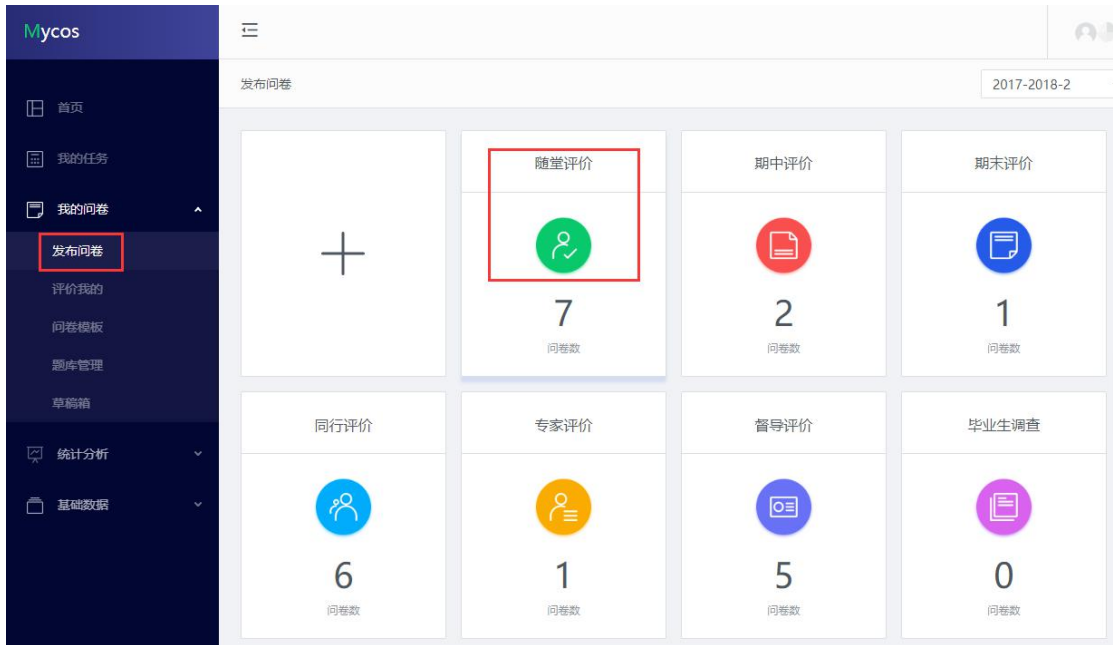 Mycos
首页
我的任务
我的问卷
发布问卷
评价我的
问卷模板
题库管理
草稿箱
统计分析
基础数据
发布问卷
2017-2018-2
随堂评价
7
问卷数
期中评价
2
问卷数
期末评价
1
问卷数
同行评价
6
问卷数
专家评价
1
问卷数
督导评价
5
问卷数
毕业生调查
0
问卷数